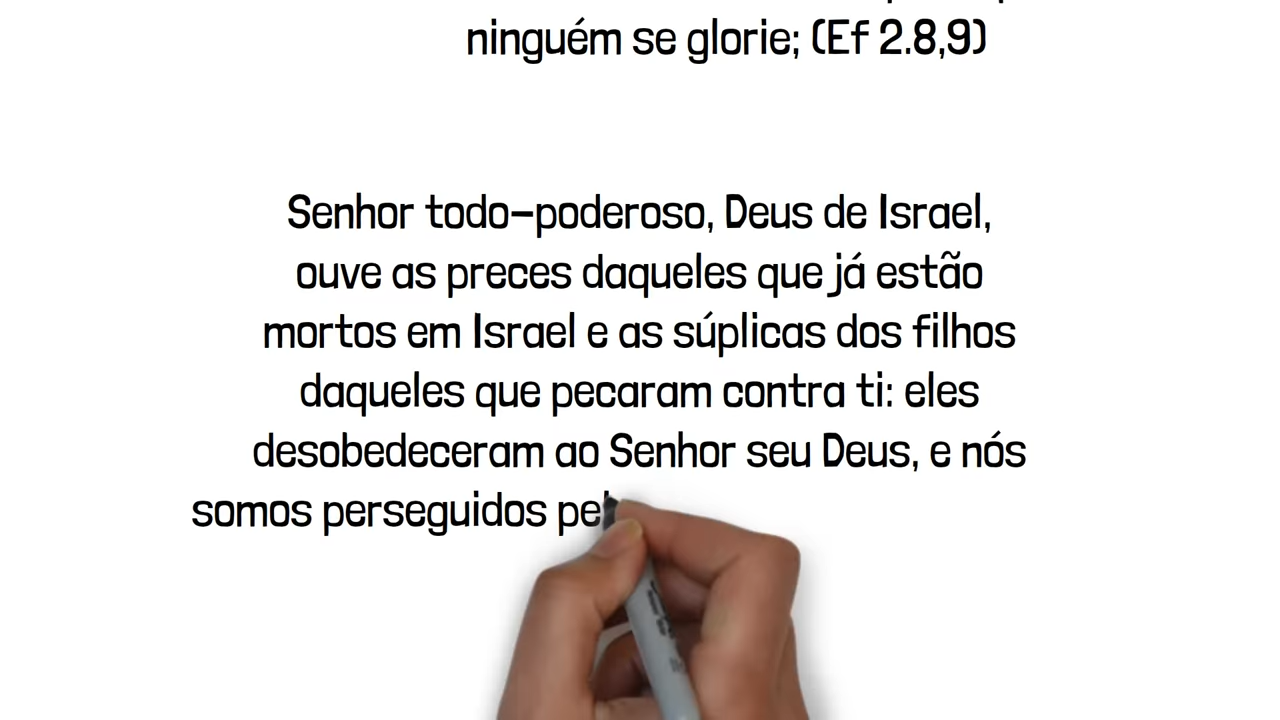 ninguém se glorie; (Ef 2.8,9)
Senhor todo-poderoso, Deus de Israel,
ouve as preces daqueles que já estão
mortos em Israel e as súplicas dos filhos
daqueles que pecaram contra ti: eles
desobedeceram ao Senhor seu Deus, e nós
somos perseguidos pel